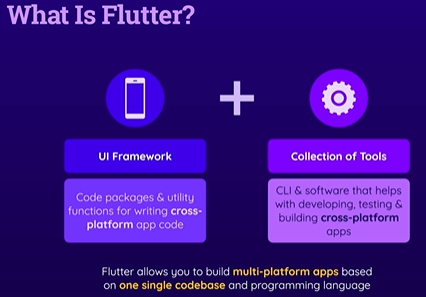 What Is Flutter?
UI Framework
Code packages & utility
functions for writing cross-
platform app code
Collection of Tools
CLI & software that helps
with developing, testing &
building cross-platform
apps
Flutter allows you to build multi-platform apps based
on one single codebase and programming language